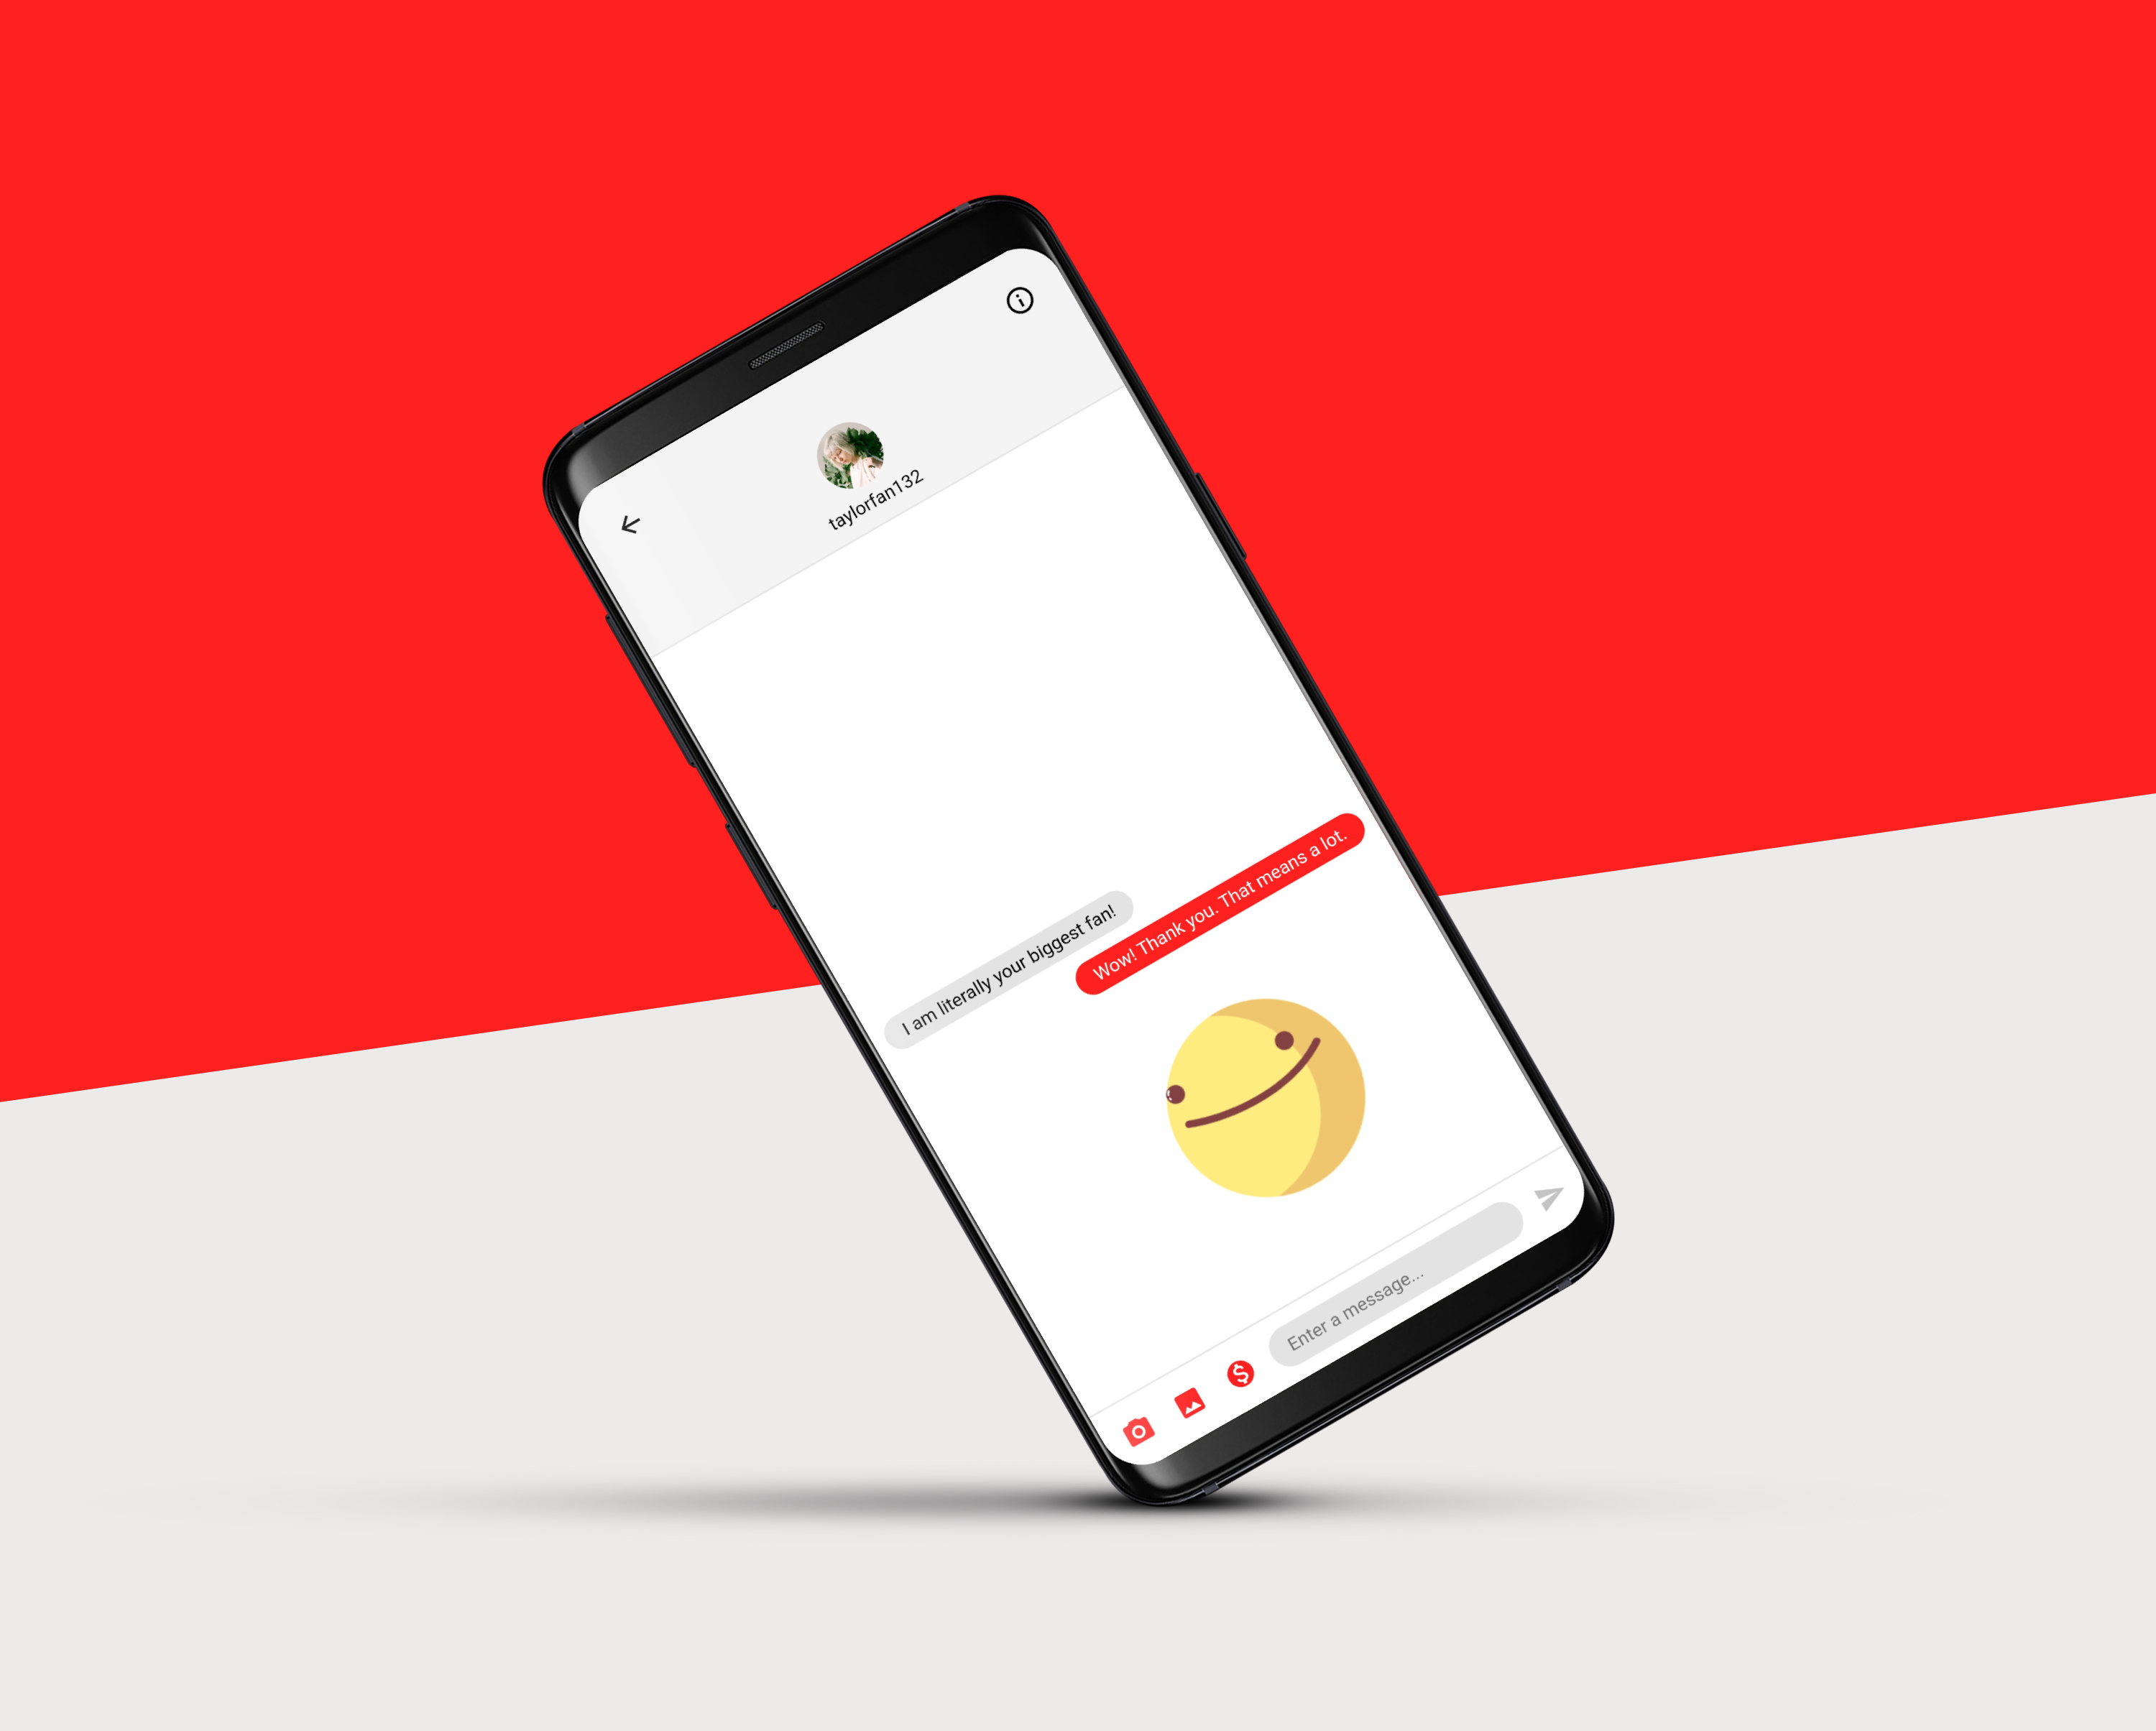 taylorfan132
I am literally your biggest fan!
Wow! Thank you. That means a lot.
Enter a message...